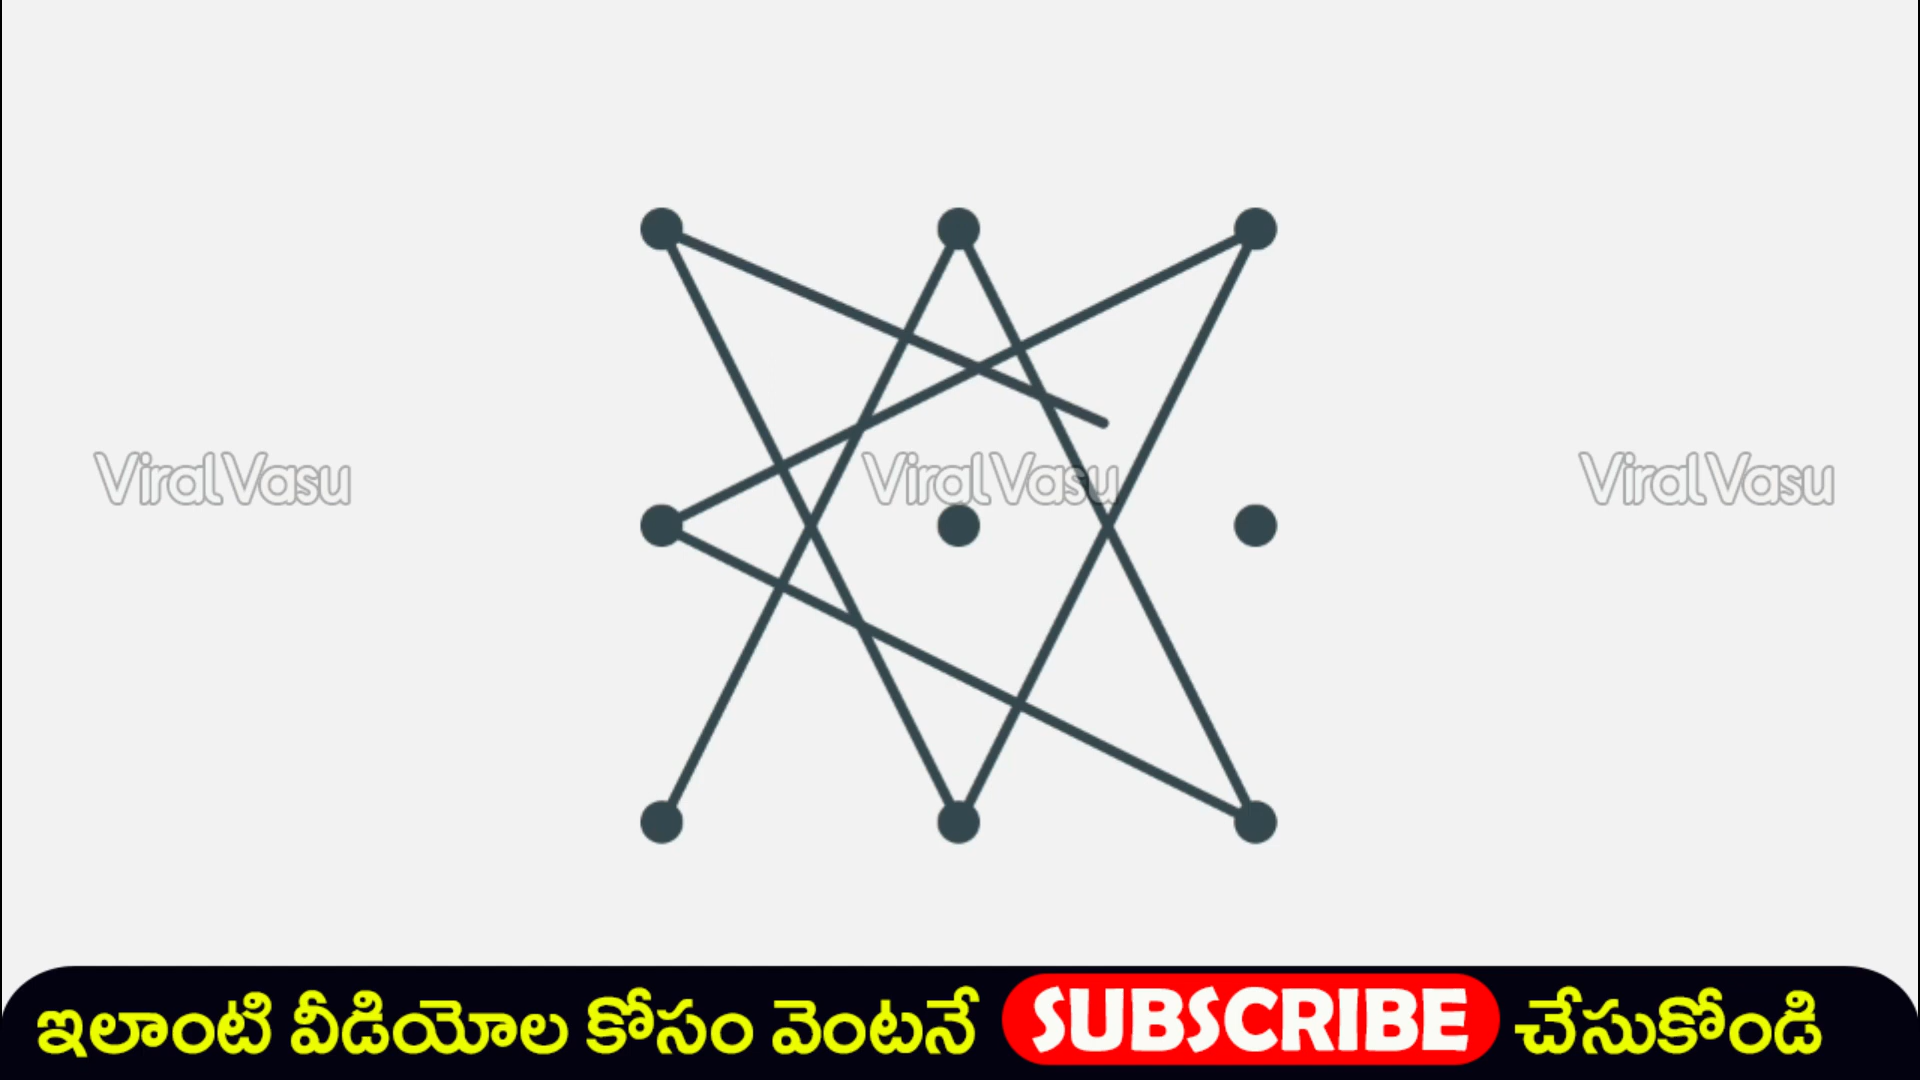 ViralVasu ViralVasu ViralVasu
ఇలాంటి వీడియోల కోసం వెంటనే SUBSCRIBE చేసుకోండి